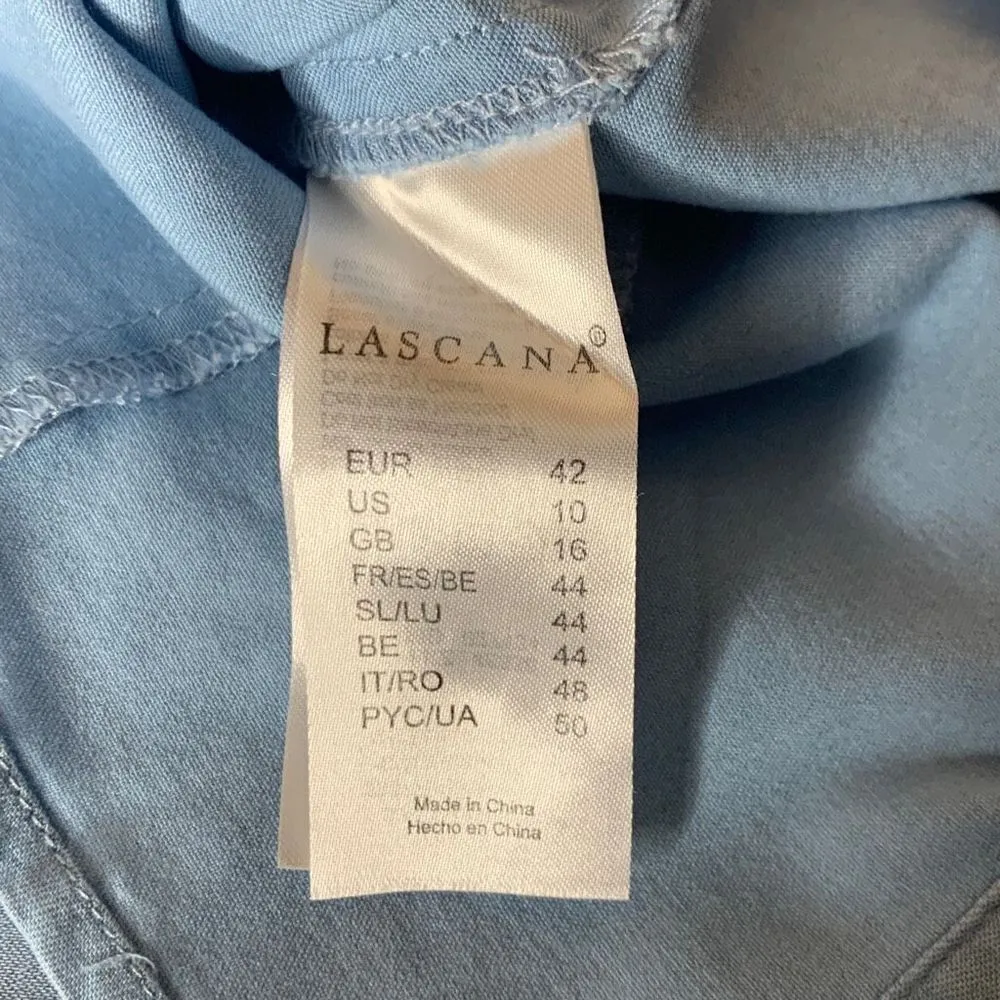 LASCANA®
EUR 42
US 10
GB 16
FR/ES/BE 44
SL/LU 44
BE 44
IT/RO 48
PYC/UA 50
Made in China
Hecho en China